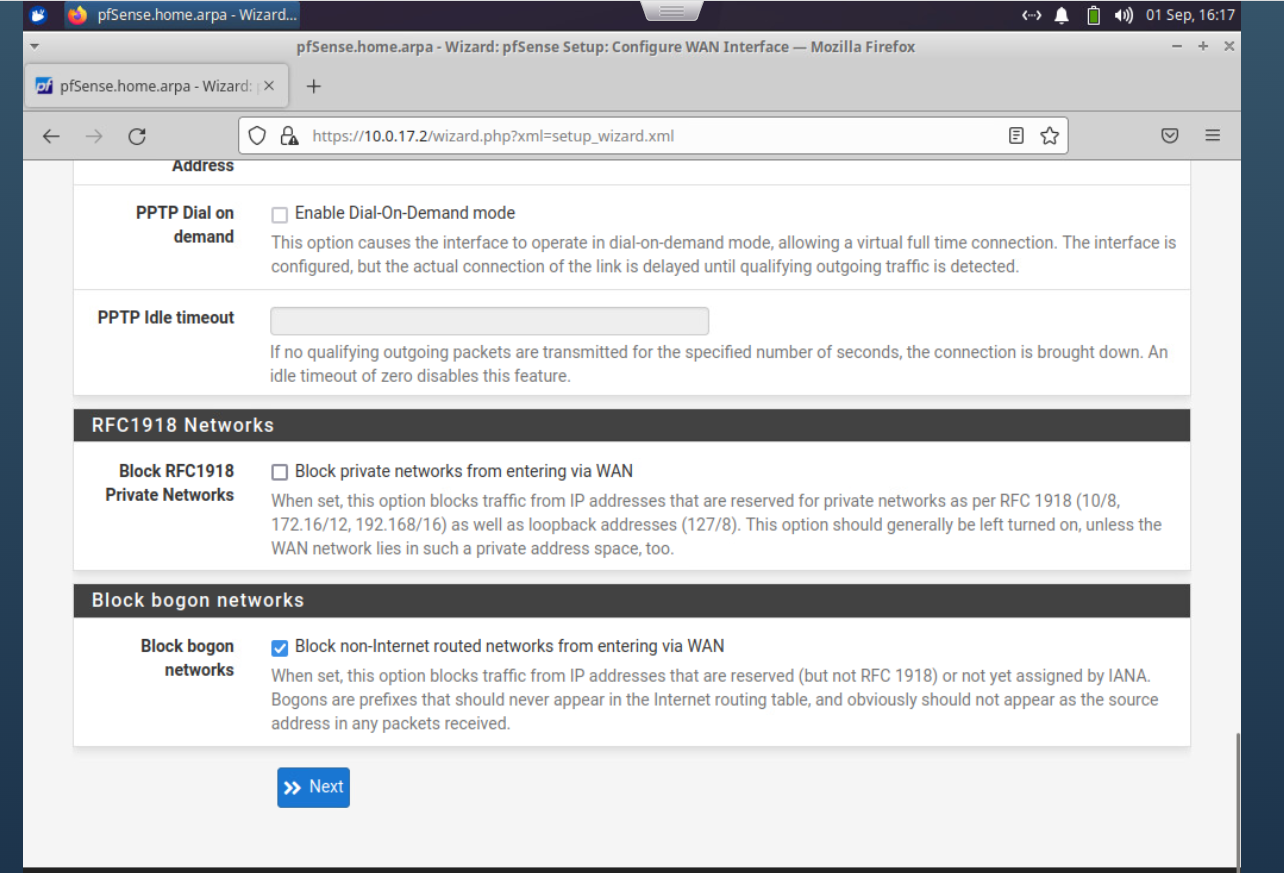 pfSense.home.arpa - Wizard...
01 Sep, 16:17
pfSense.home.arpa - Wizard: pfSense Setup: Configure WAN Interface — Mozilla Firefox
pf pfSense.home.arpa - Wizard:
https://10.0.17.2/wizard.php?xml=setup_wizard.xml
Address
PPTP Dial on
demand
Enable Dial-On-Demand mode
This option causes the interface to operate in dial-on-demand mode, allowing a virtual full time connection. The interface is
configured, but the actual connection of the link is delayed until qualifying outgoing traffic is detected.
PPTP Idle timeout
If no qualifying outgoing packets are transmitted for the specified number of seconds, the connection is brought down. An
idle timeout of zero disables this feature.
RFC1918 Networks
Block RFC1918
Private Networks
Block private networks from entering via WAN
When set, this option blocks traffic from IP addresses that are reserved for private networks as per RFC 1918 (10/8,
172.16/12, 192.168/16) as well as loopback addresses (127/8). This option should generally be left turned on, unless the
WAN network lies in such a private address space, too.
Block bogon networks
Block bogon
networks
Block non-Internet routed networks from entering via WAN
When set, this option blocks traffic from IP addresses that are reserved (but not RFC 1918) or not yet assigned by IANA.
Bogons are prefixes that should never appear in the Internet routing table, and obviously should not appear as the source
address in any packets received.
Next